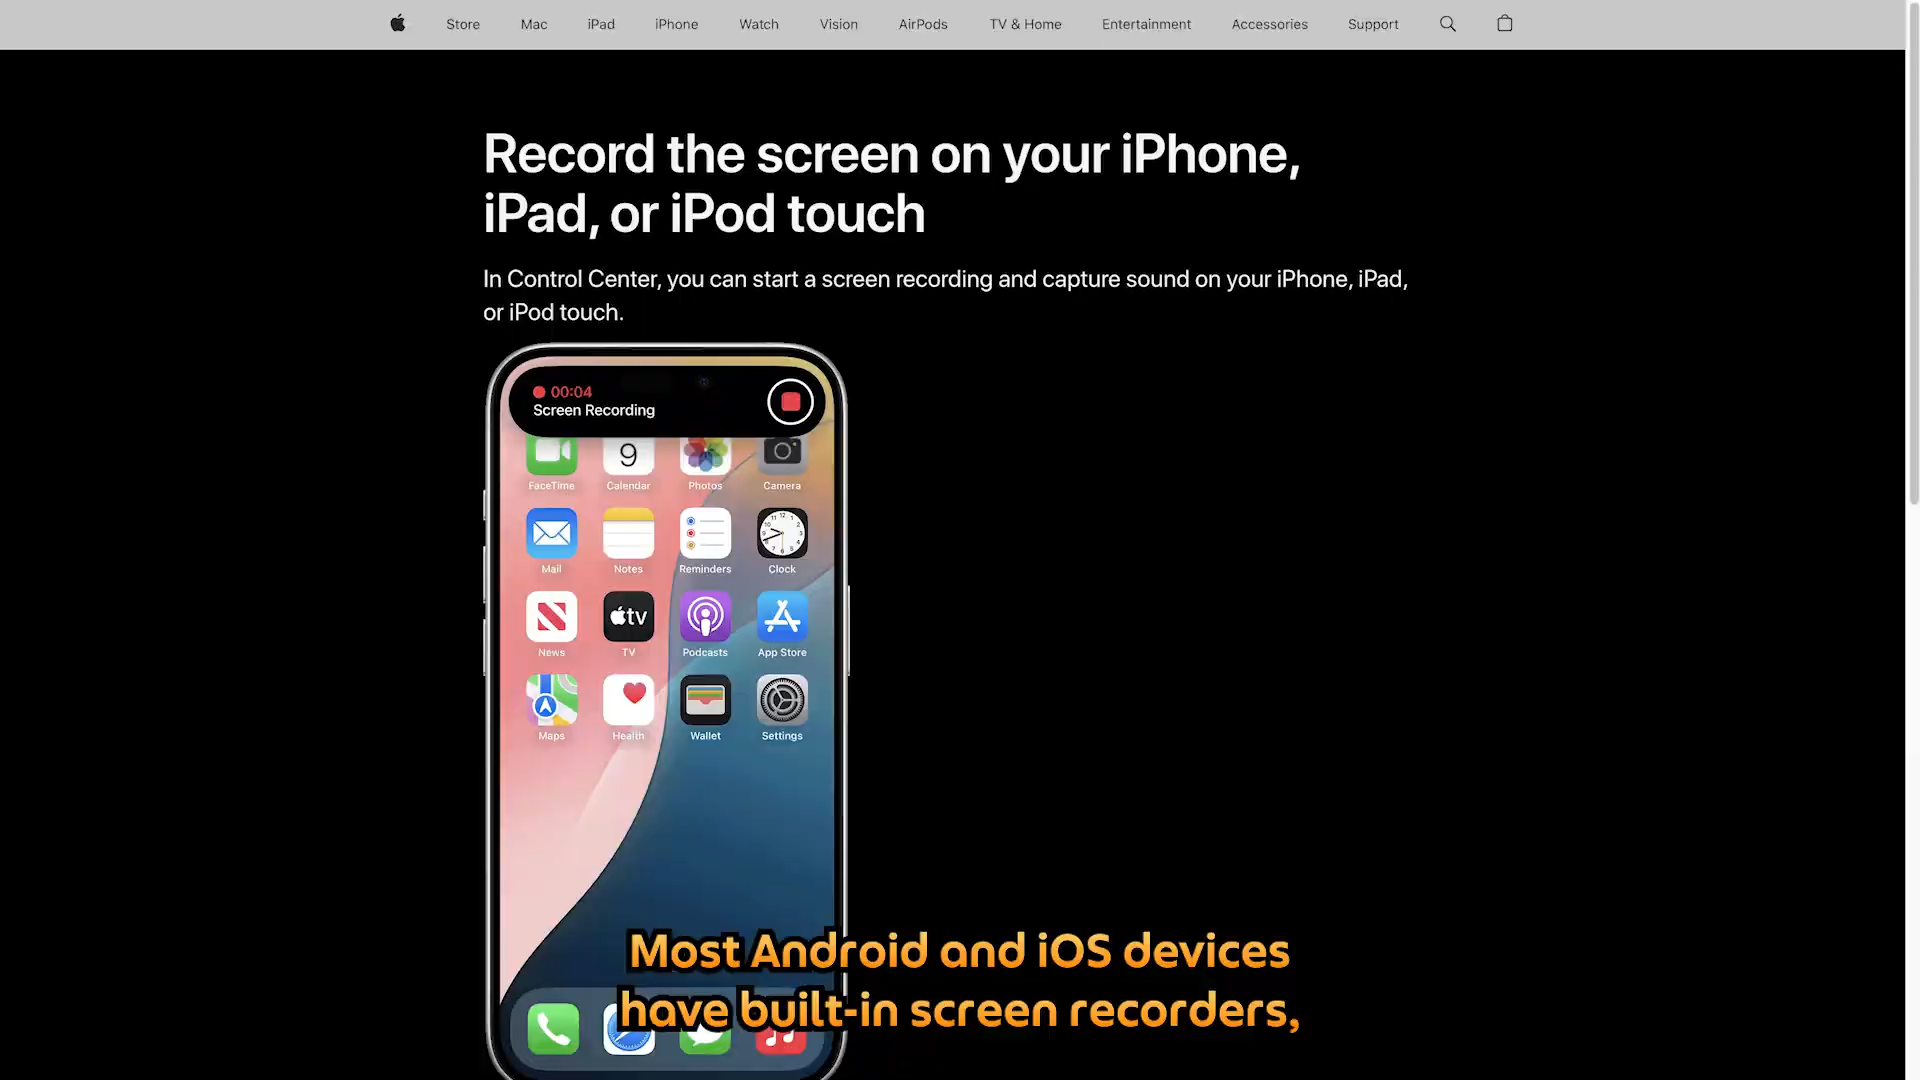 Store Mac iPad iPhone Watch Vision AirPods TV & Home Entertainment Accessories Support
Record the screen on your iPhone,
iPad, or iPod touch
In Control Center, you can start a screen recording and capture sound on your iPhone, iPad,
or iPod touch.
00:04
Screen Recording
9
FaceTime Calendar Photos Camera
Mail Notes Reminders Clock
tv
News TV Podcasts App Store
Maps Health Wallet Settings
Most Android and iOS devices
have built-in screen recorders,